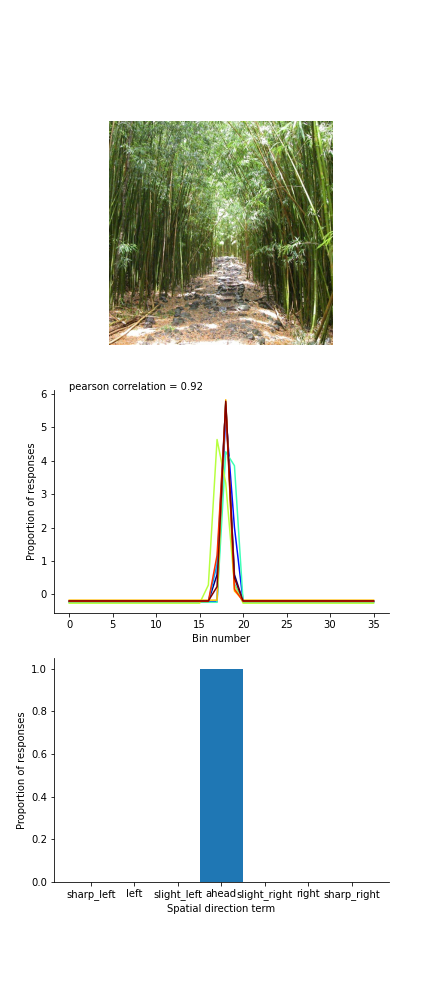 pearson correlation = 0.92
6
5
4
3
2
1
0
Proportion of responses
0 5 10 15 20 25 30 35
Bin number
1.0
0.8
0.6
0.4
0.2
0.0
Proportion of responses
sharp_left left slight_left ahead slight_right right sharp_right
Spatial direction term